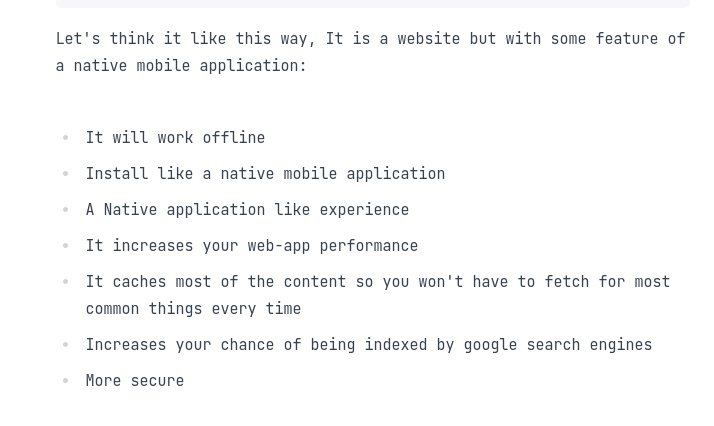 Let's think it like this way, It is a website but with some feature of
a native mobile application:
It will work offline
Install like a native mobile application
A Native application like experience
It increases your web-app performance
It caches most of the content so you won't have to fetch for most
common things every time
Increases your chance of being indexed by google search engines
More secure